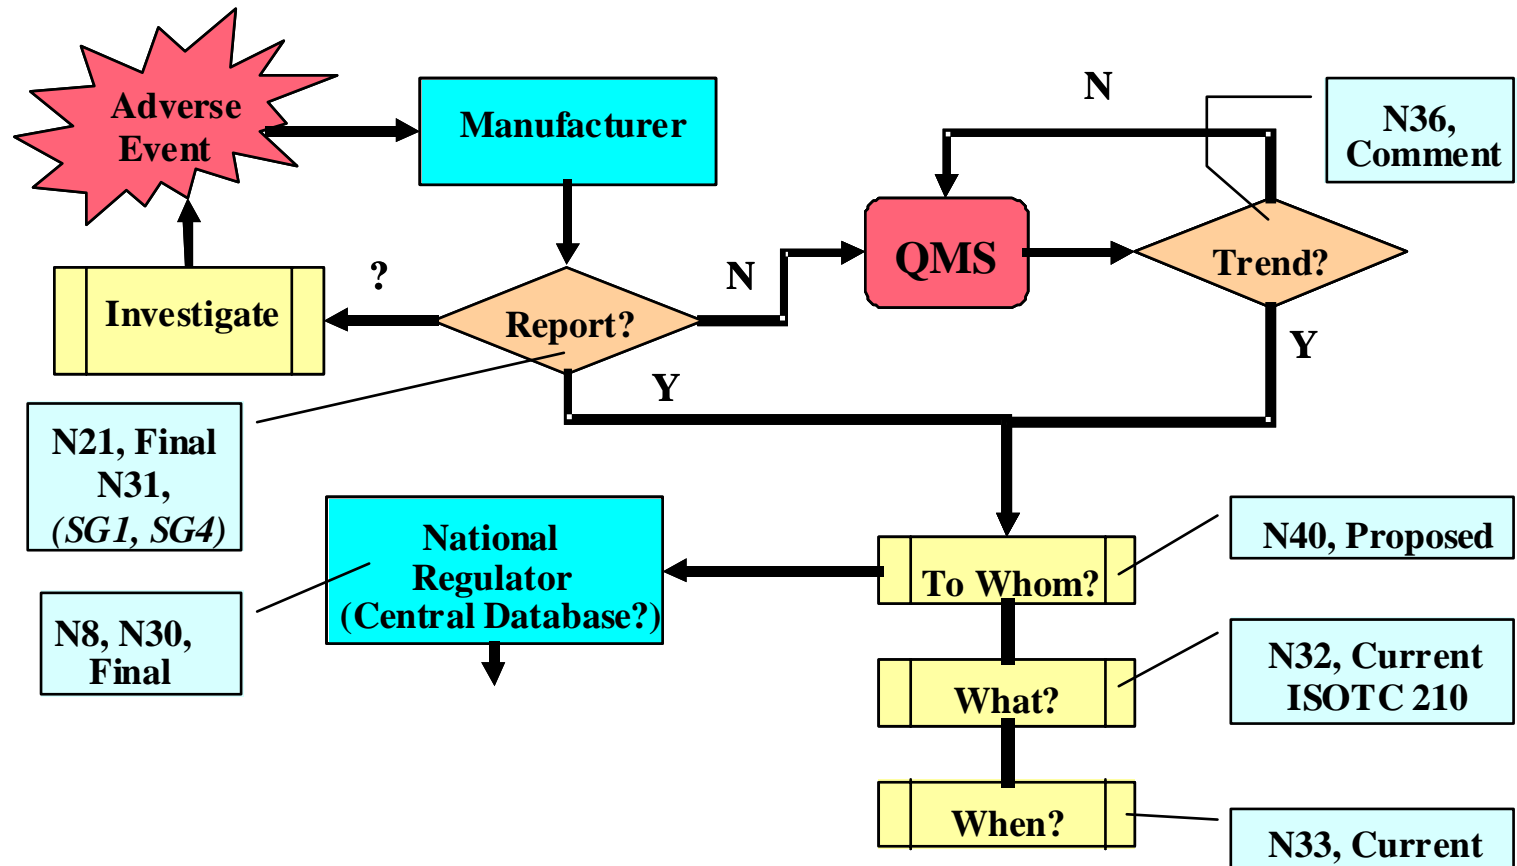 Adverse
Event
Manufacturer
N
N36,
Comment
QMS
Trend?
?
N
Investigate
Report?
Y
Y
N21, Final
N31,
(SG1, SG4)
National
Regulator
(Central Database?)
To Whom?
N40, Proposed
N8, N30,
Final
What?
N32, Current
ISOTC 210
When?
N33, Current